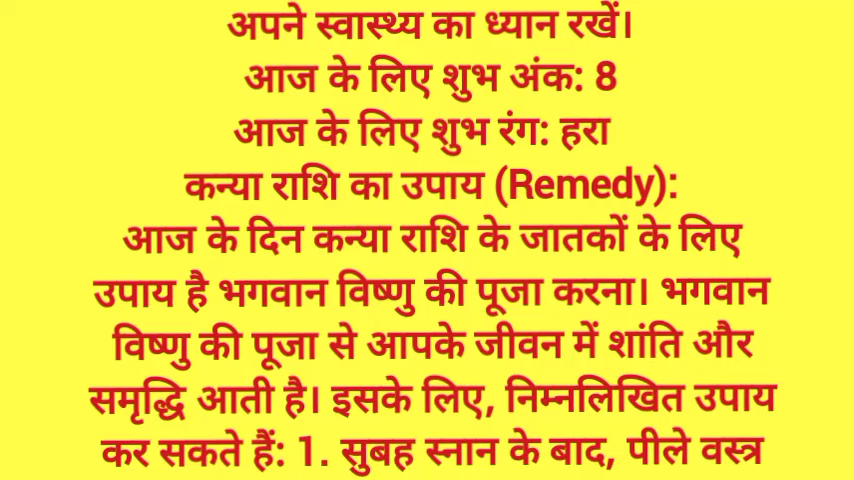 अपने स्वास्थ्य का ध्यान रखें।
आज के लिए शुभ अंक: 8
आज के लिए शुभ रंग: हरा
कन्या राशि का उपाय (Remedy):
आज के दिन कन्या राशि के जातकों के लिए
उपाय है भगवान विष्णु की पूजा करना। भगवान
विष्णु की पूजा से आपके जीवन में शांति और
समृद्धि आती है। इसके लिए, निम्नलिखित उपाय
कर सकते हैं: 1. सुबह स्नान के बाद, पीले वस्त्र